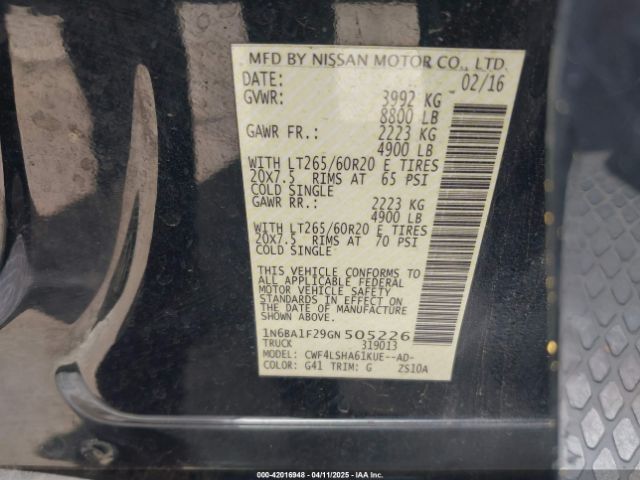 MFD BY NISSAN MOTOR CO., LTD.
DATE: 02/16
GVWR: 3992 KG
8800 LB
GAWR FR.: 2223 KG
4900 LB
WITH LT265/60R20 E TIRES
20X7.5 RIMS AT 65 PSI
COLD SINGLE
GAWR RR.: 2223 KG
4900 LB
WITH LT265/60R20 E TIRES
20X7.5 RIMS AT 70 PSI
COLD SINGLE
THIS VEHICLE CONFORMS TO
ALL APPLICABLE FEDERAL
MOTOR VEHICLE SAFETY
STANDARDS IN EFFECT ON
THE DATE OF MANUFACTURE
SHOWN ABOVE.
1N6BA1F29GN505226
TRUCK 319013
MODEL: CWF4LSHA61KUE--AD-
COLOR: G41 TRIM: G ZS10A
000-42016948 - 04/11/2025 - IAA Inc.